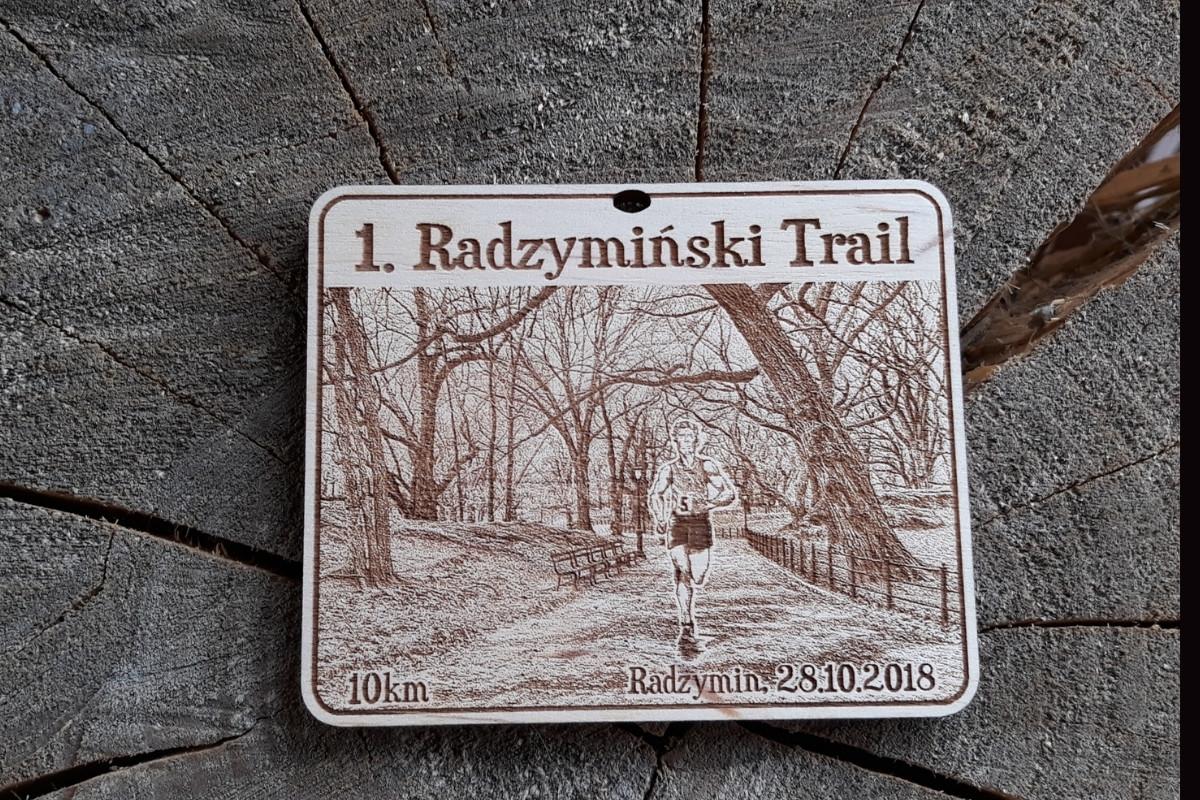 1. Radzymiński Trail
5
10km
Radzymin, 28.10.2018